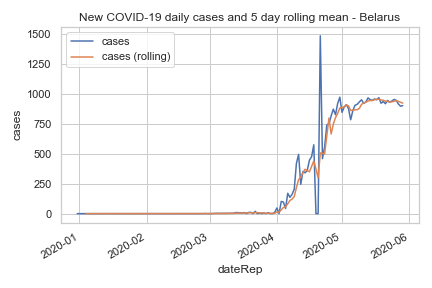 New COVID-19 daily cases and 5 day rolling mean - Belarus
cases
cases (rolling)
1500
1250
1000
750
500
250
0
cases
2020-01
2020-02
2020-03
2020-04
2020-05
2020-06
dateRep